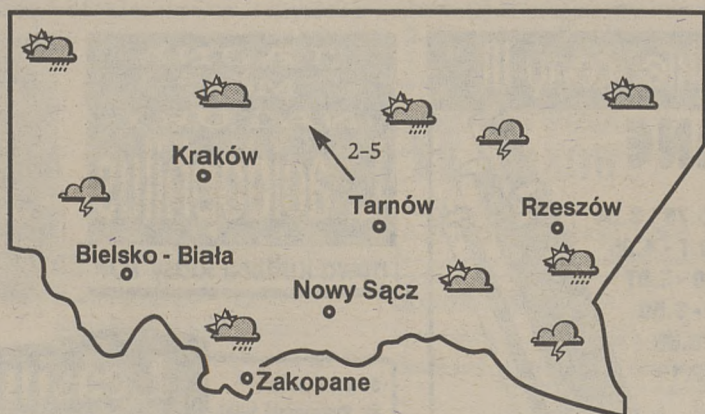 Kraków
2-5
Tarnów
Rzeszów
Bielsko - Biała
Nowy Sącz
Zakopane